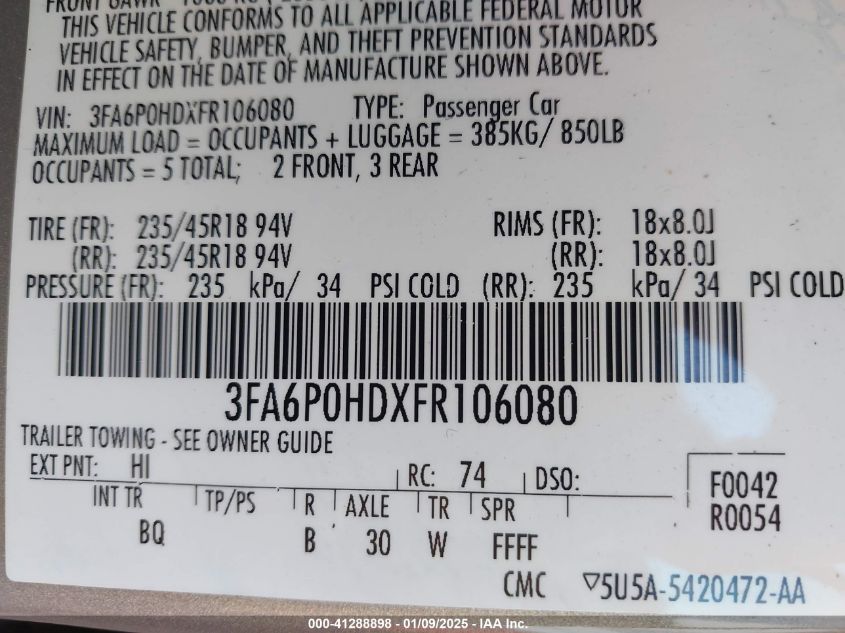 THIS VEHICLE CONFORMS TO ALL APPLICABLE FEDERAL MOTOR
VEHICLE SAFETY, BUMPER, AND THEFT PREVENTION STANDARDS
IN EFFECT ON THE DATE OF MANUFACTURE SHOWN ABOVE.
VIN: 3FA6P0HDXFR106080 TYPE: Passenger Car
MAXIMUM LOAD = OCCUPANTS + LUGGAGE = 385KG/ 850LB
OCCUPANTS = 5 TOTAL; 2 FRONT, 3 REAR
TIRE (FR): 235/45R18 94V RIMS (FR): 18x8.0J
(RR): 235/45R18 94V (RR): 18x8.0J
PRESSURE (FR): 235 kPa/ 34 PSI COLD (RR): 235 kPa/ 34 PSI COLD
3FA6P0HDXFR106080
TRAILER TOWING - SEE OWNER GUIDE
EXT PNT: HI RC: 74 DSO: F0042
INT TR TP/PS R AXLE TR SPR R0054
BQ B 30 W FFFF
CMC ▽5U5A-5420472-AA
000-41288898 - 01/09/2025 - IAA Inc.